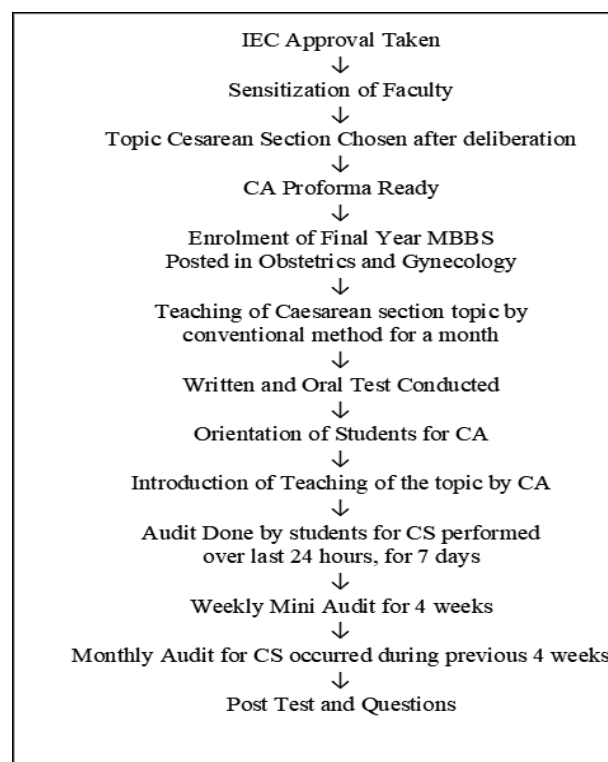 IEC Approval Taken
↓
Sensitization of Faculty
↓
Topic Cesarean Section Chosen after deliberation
↓
CA Proforma Ready
↓
Enrolment of Final Year MBBS
Posted in Obstetrics and Gynecology
↓
Teaching of Caesarean section topic by
conventional method for a month
↓
Written and Oral Test Conducted
↓
Orientation of Students for CA
↓
Introduction of Teaching of the topic by CA
↓
Audit Done by students for CS performed
over last 24 hours, for 7 days
↓
Weekly Mini Audit for 4 weeks
↓
Monthly Audit for CS occurred during previous 4 weeks
↓
Post Test and Questions